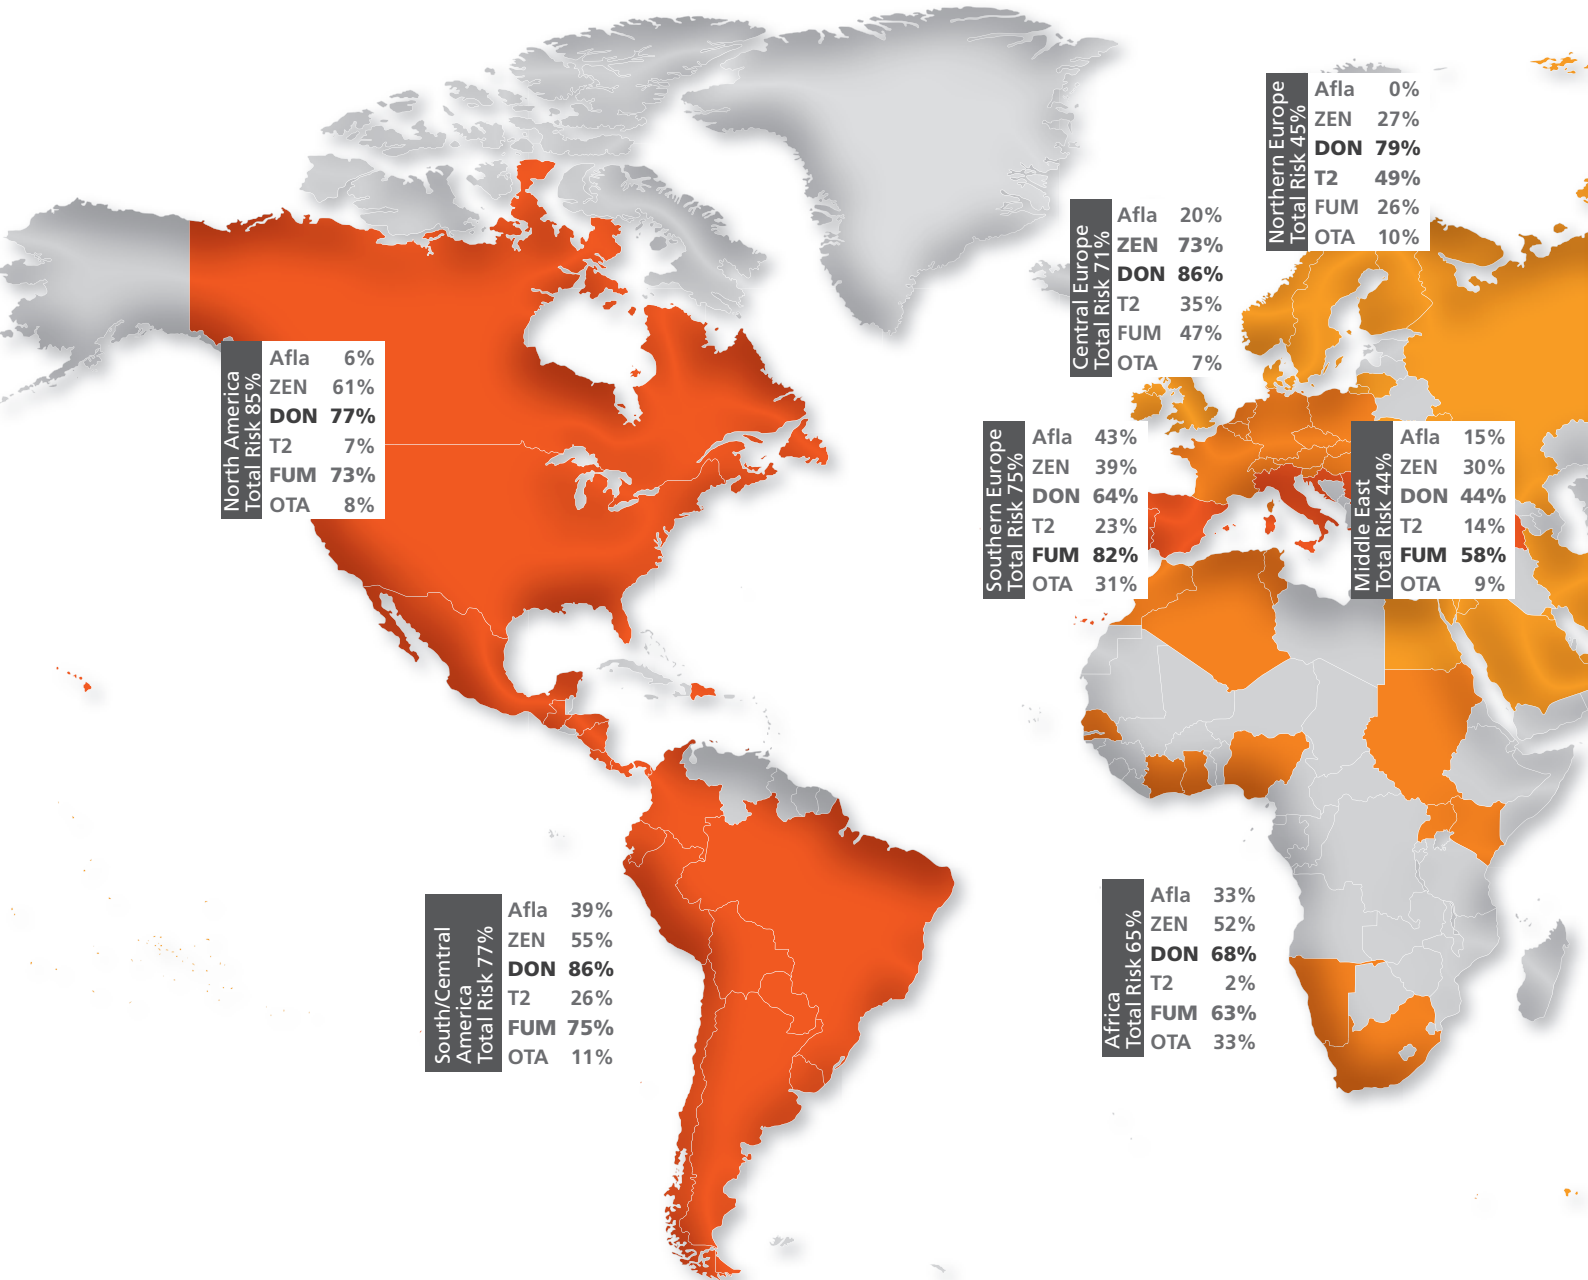 Northern Europe
Total Risk 45%
Afla 0%
ZEN 27%
DON 79%
T2 49%
FUM 26%
OTA 10%
Central Europe
Total Risk 71%
Afla 20%
ZEN 73%
DON 86%
T2 35%
FUM 47%
OTA 7%
North America
Total Risk 85%
Afla 6%
ZEN 61%
DON 77%
T2 7%
FUM 73%
OTA 8%
Southern Europe
Total Risk 75%
Afla 43%
ZEN 39%
DON 64%
T2 23%
FUM 82%
OTA 31%
Middle East
Total Risk 44%
Afla 15%
ZEN 30%
DON 44%
T2 14%
FUM 58%
OTA 9%
South/Cemtral
America
Total Risk 77%
Afla 39%
ZEN 55%
DON 86%
T2 26%
FUM 75%
OTA 11%
Africa
Total Risk 65%
Afla 33%
ZEN 52%
DON 68%
T2 2%
FUM 63%
OTA 33%